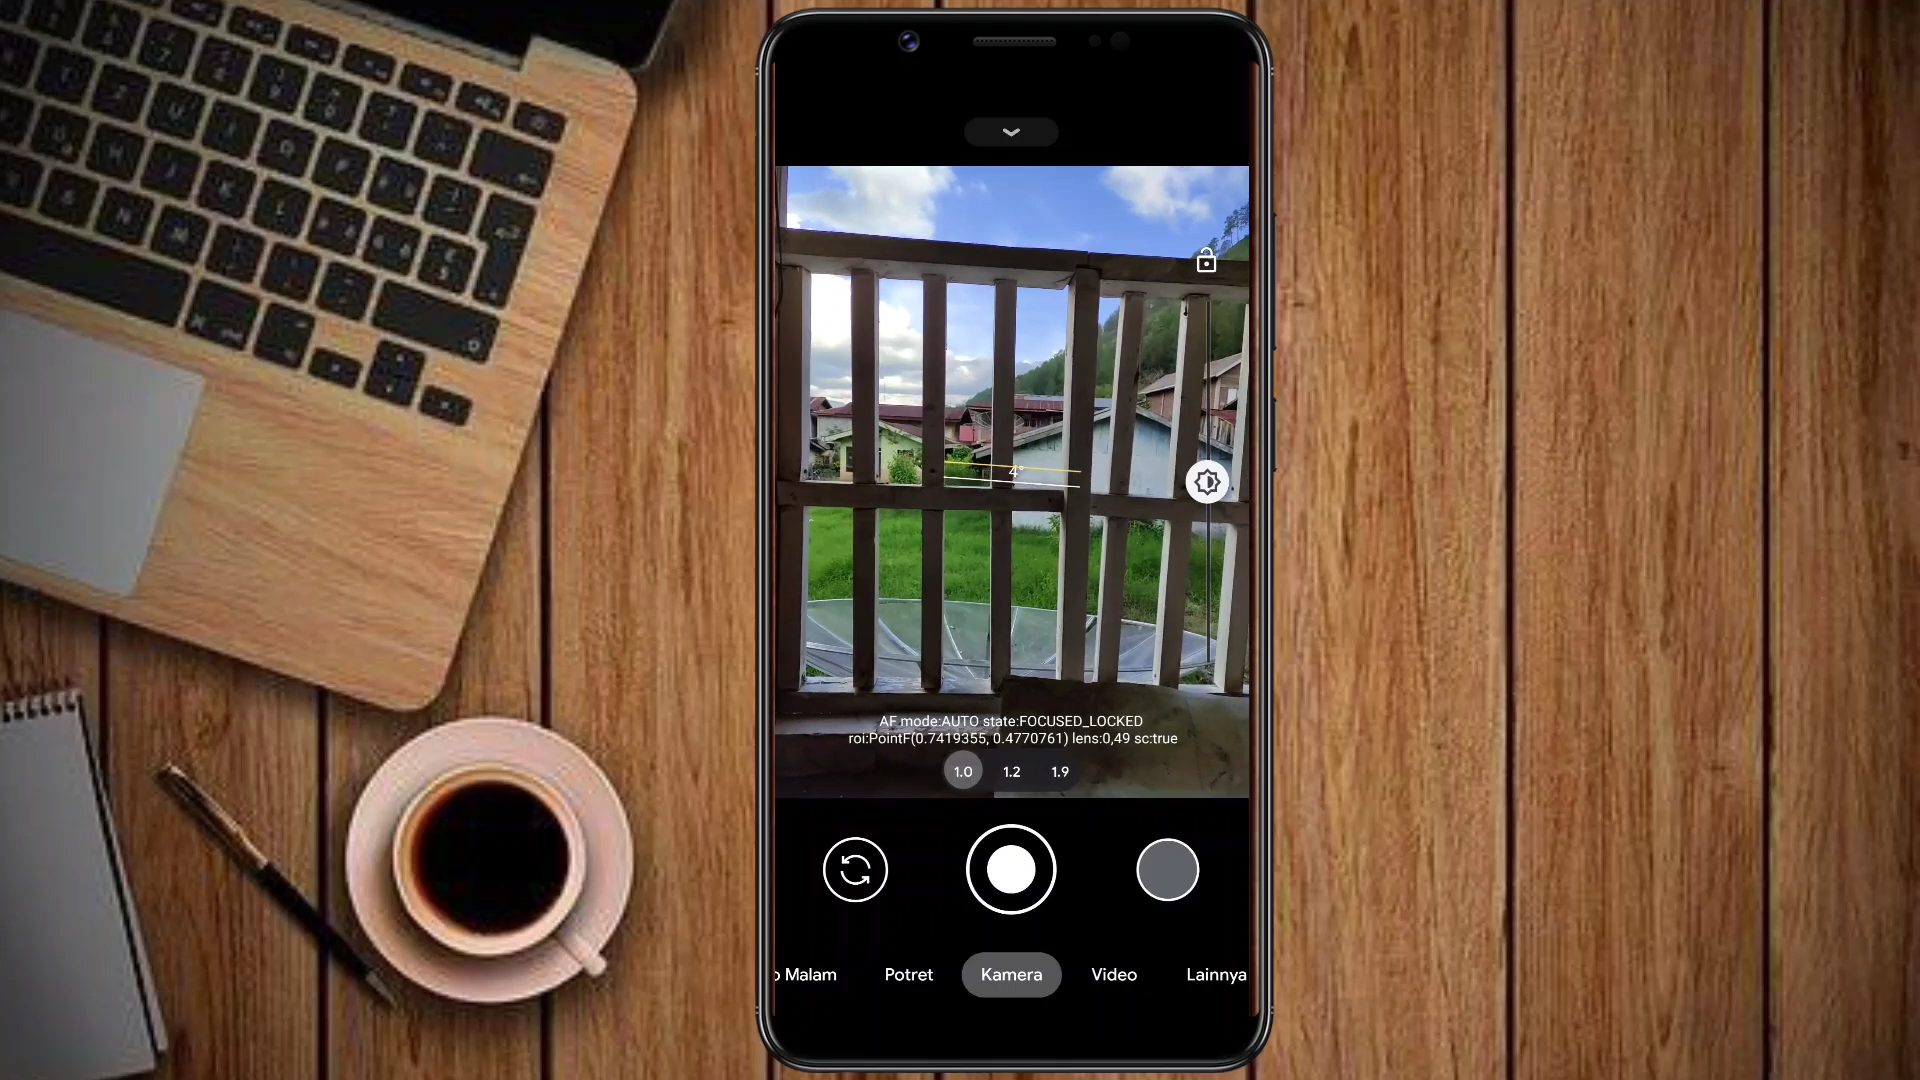 4°
AF mode:AUTO state:FOCUSED_LOCKED
roi:PointF(0.7419355, 0.4770761) lens:0,49 sc:true
1.0 1.2 1.9
o Malam Potret Kamera Video Lainnya